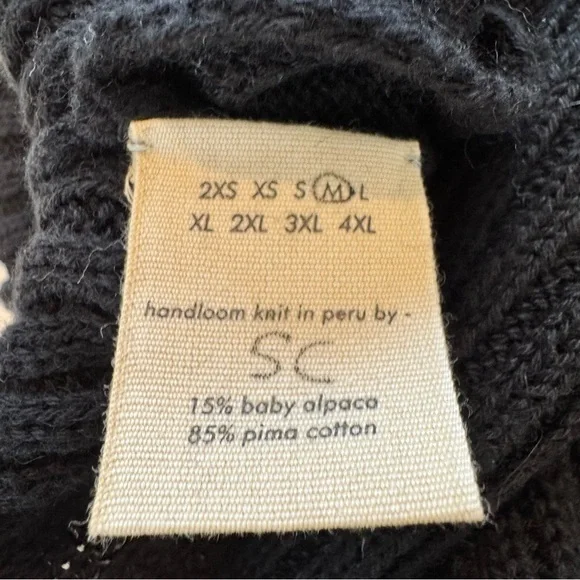 2XS XS S M L
XL 2XL 3XL 4XL
handloom knit in peru by -
SC
15% baby alpaca
85% pima cotton